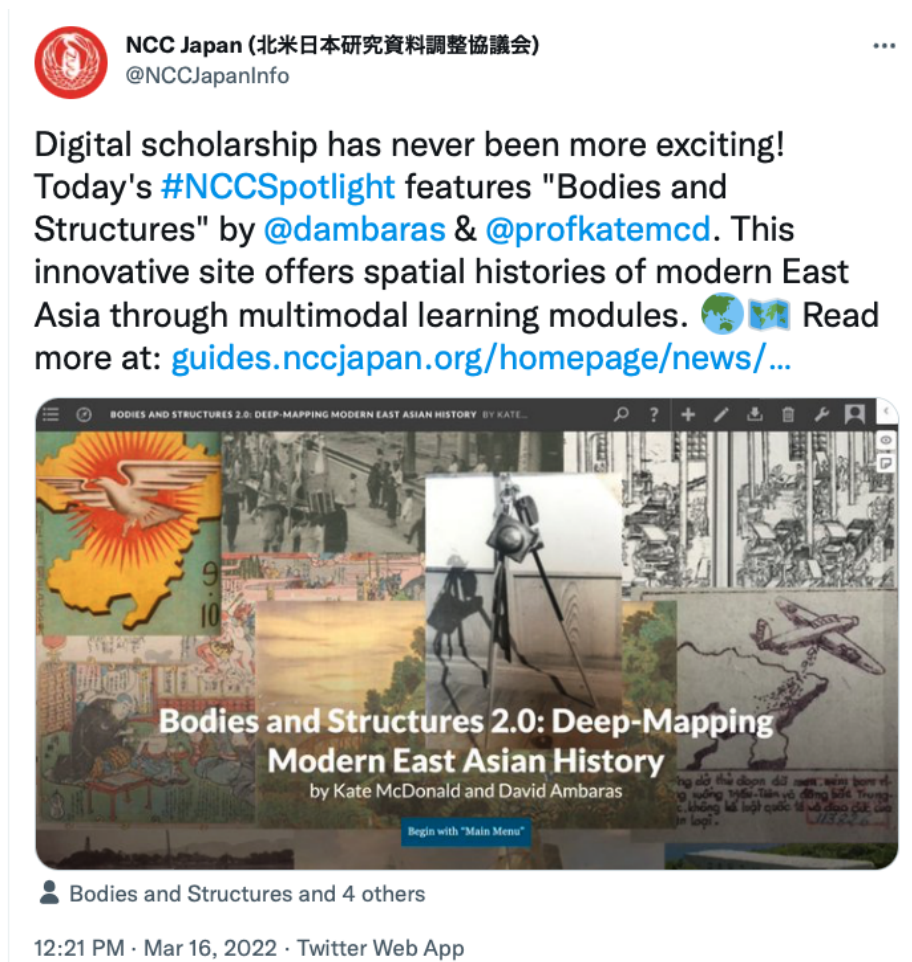 NCC Japan (北米日本研究資料調整協議会)
@NCCJapanInfo
Digital scholarship has never been more exciting!
Today's #NCCSpotlight features "Bodies and
Structures" by @dambaras & @profkatemcd. This
innovative site offers spatial histories of modern East
Asia through multimodal learning modules. 🌏🗺️ Read
more at: guides.nccjapan.org/homepage/news/...
BODIES AND STRUCTURES 2.0: DEEP-MAPPING MODERN EAST ASIAN HISTORY BY KATE...
9
10
Bodies and Structures 2.0: Deep-Mapping
Modern East Asian History
by Kate McDonald and David Ambaras
Begin with "Main Menu"
Bodies and Structures and 4 others
12:21 PM · Mar 16, 2022 · Twitter Web App